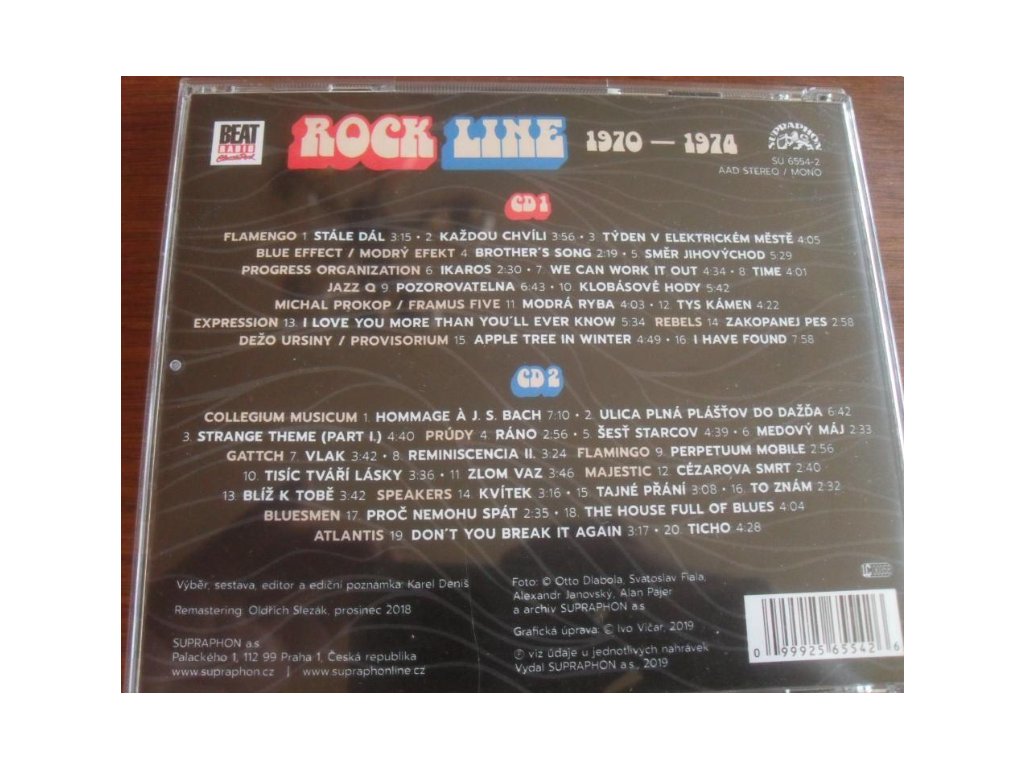 BEAT RADIO Classic Rock
ROCK LINE 1970 — 1974
SUPRAPHON
SU 6554-2
AAD STEREO / MONO
CD 1
FLAMENGO 1. STÁLE DÁL 3:15 • 2. KAŽDOU CHVÍLI 3:56 • 3. TÝDEN V ELEKTRICKÉM MĚSTĚ 4:05
BLUE EFFECT / MODRÝ EFEKT 4. BROTHER'S SONG 2:19 • 5. SMĚR JIHOVÝCHOD 5:29
PROGRESS ORGANIZATION 6. IKAROS 2:30 • 7. WE CAN WORK IT OUT 4:34 • 8. TIME 4:01
JAZZ Q 9. POZOROVATELNA 6:43 • 10. KLOBÁSOVÉ HODY 5:42
MICHAL PROKOP / FRAMUS FIVE 11. MODRÁ RYBA 4:03 • 12. TYS KÁMEN 4:22
EXPRESSION 13. I LOVE YOU MORE THAN YOU'LL EVER KNOW 5:34 REBELS 14. ZAKOPANEJ PES 2:58
DEŽO URSINY / PROVISORIUM 15. APPLE TREE IN WINTER 4:49 • 16. I HAVE FOUND 7:58
CD 2
COLLEGIUM MUSICUM 1. HOMMAGE À J. S. BACH 7:10 • 2. ULICA PLNÁ PLÁŠŤOV DO DAŽĎA 6:42
3. STRANGE THEME (PART I.) 4:40 PRÚDY 4. RÁNO 2:56 • 5. ŠESŤ STARCOV 4:39 • 6. MEDOVÝ MÁJ 2:33
GATTCH 7. VLAK 3:42 • 8. REMINISCENCIA II. 3:24 FLAMINGO 9. PERPETUUM MOBILE 2:56
10. TISÍC TVÁŘÍ LÁSKY 3:36 • 11. ZLOM VAZ 3:46 MAJESTIC 12. CÉZAROVA SMRT 2:40
13. BLÍŽ K TOBĚ 3:42 SPEAKERS 14. KVÍTEK 3:16 • 15. TAJNÉ PŘÁNÍ 3:08 • 16. TO ZNÁM 2:32
BLUESMEN 17. PROČ NEMOHU SPÁT 2:35 • 18. THE HOUSE FULL OF BLUES 4:04
ATLANTIS 19. DON'T YOU BREAK IT AGAIN 3:17 • 20. TICHO 4:28
Výběr, sestava, editor a ediční poznámka: Karel Deniš
Remastering: Oldřich Slezák, prosinec 2018
SUPRAPHON a.s.
Palackého 1, 112 99 Praha 1, Česká republika
www.supraphon.cz | www.supraphonline.cz
Foto: © Otto Dlabola, Svatoslav Fiala,
Alexandr Janovský, Alan Pajer
a archiv SUPRAPHON a.s.
Grafická úprava: © Ivo Vičar, 2019
℗ viz údaje u jednotlivých nahrávek
Vydal SUPRAPHON a.s., 2019
0 99925 65542 6